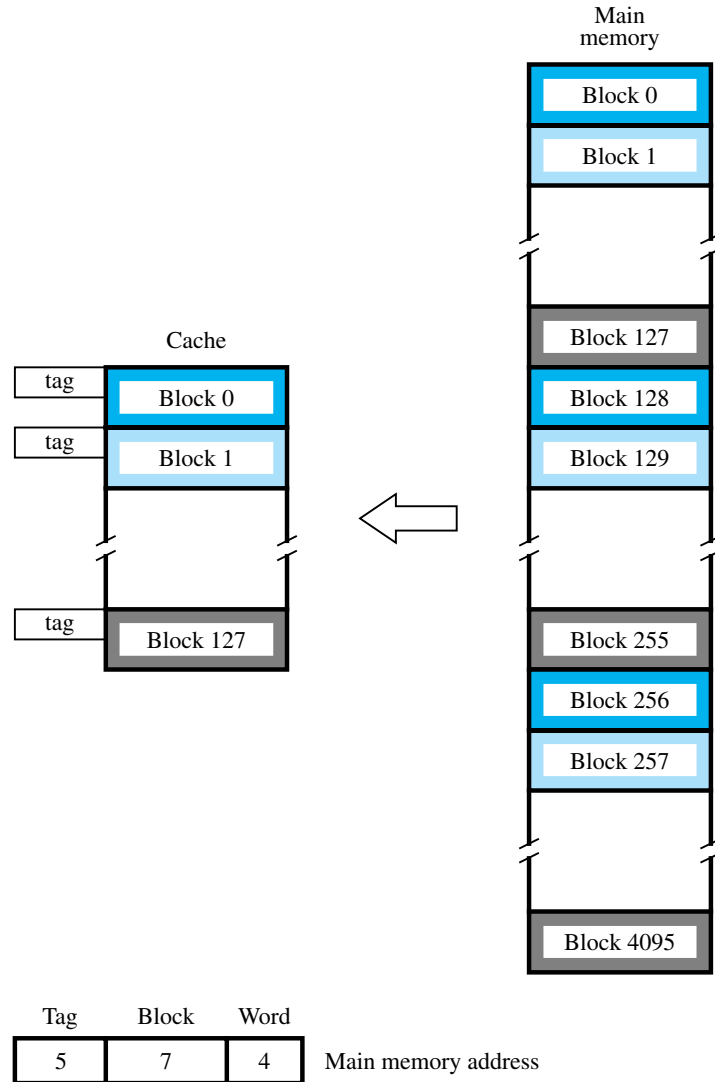 Main
memory
Block 0
Block 1
Block 127
Cache
tag
Block 0
Block 128
tag
Block 1
Block 129
tag
Block 127
Block 255
Block 256
Block 257
Block 4095
Tag Block Word
5 7 4 Main memory address